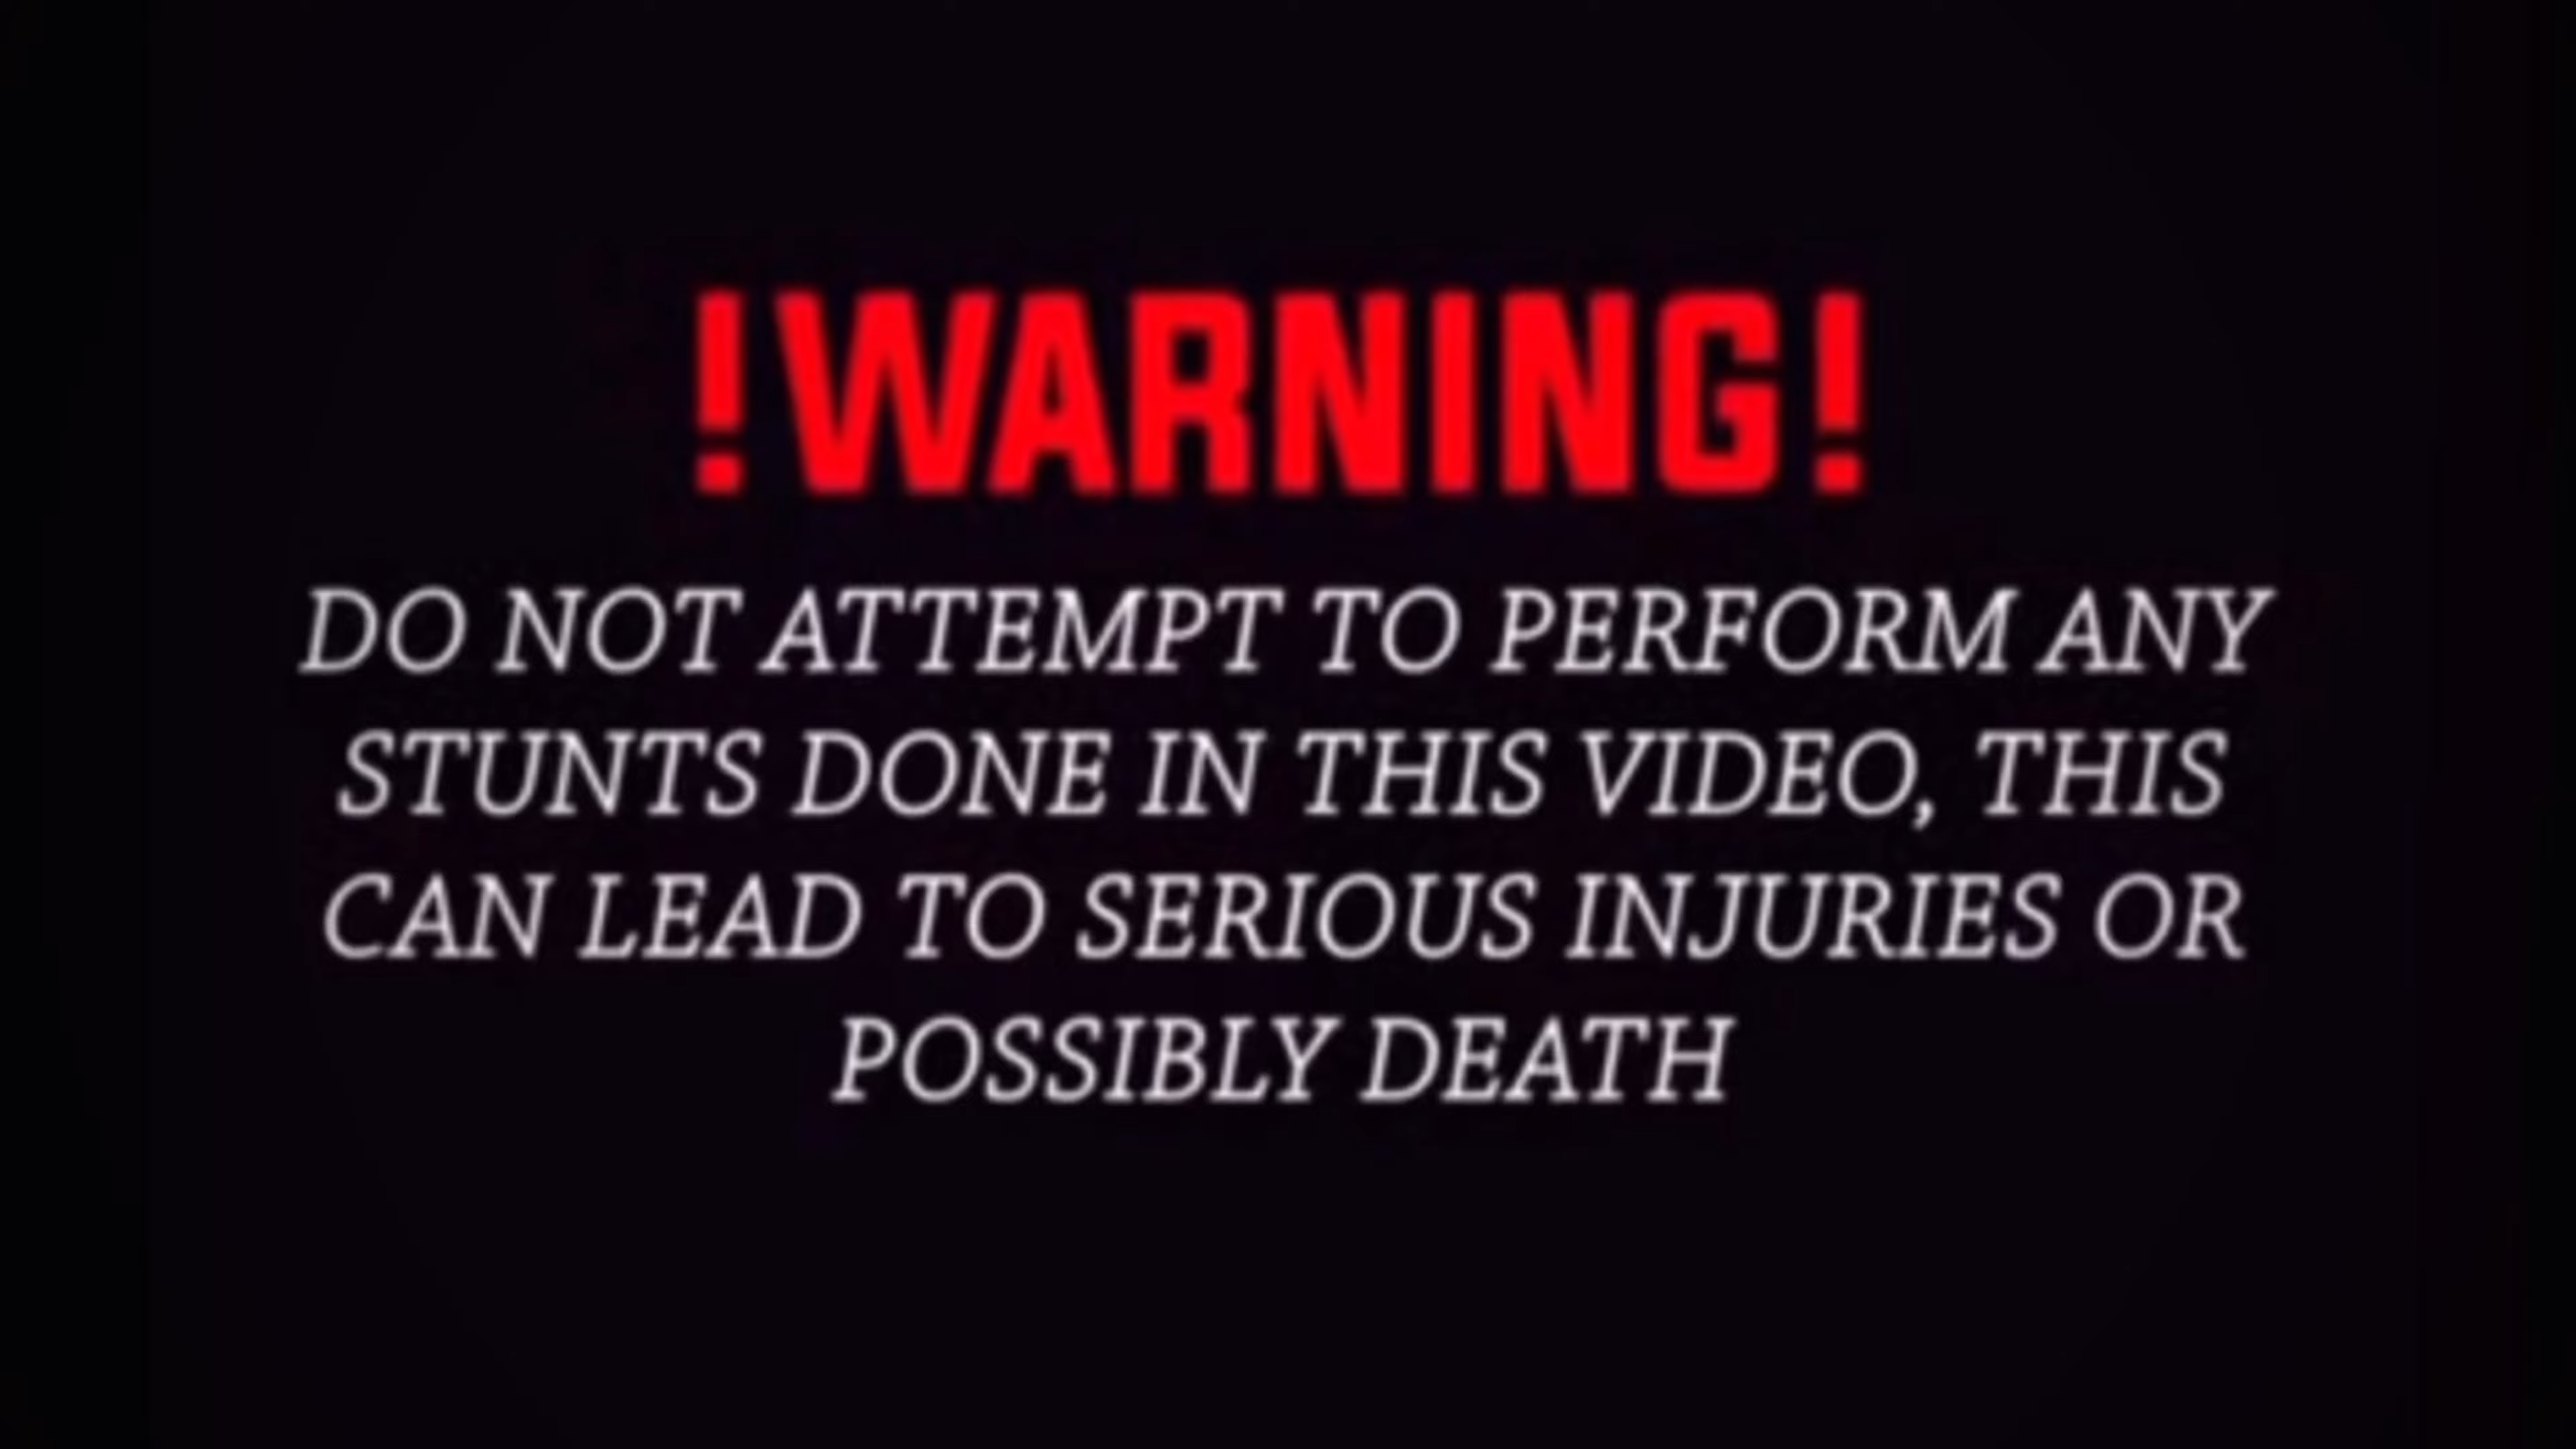 !WARNING!
DO NOT ATTEMPT TO PERFORM ANY
STUNTS DONE IN THIS VIDEO, THIS
CAN LEAD TO SERIOUS INJURIES OR
POSSIBLY DEATH